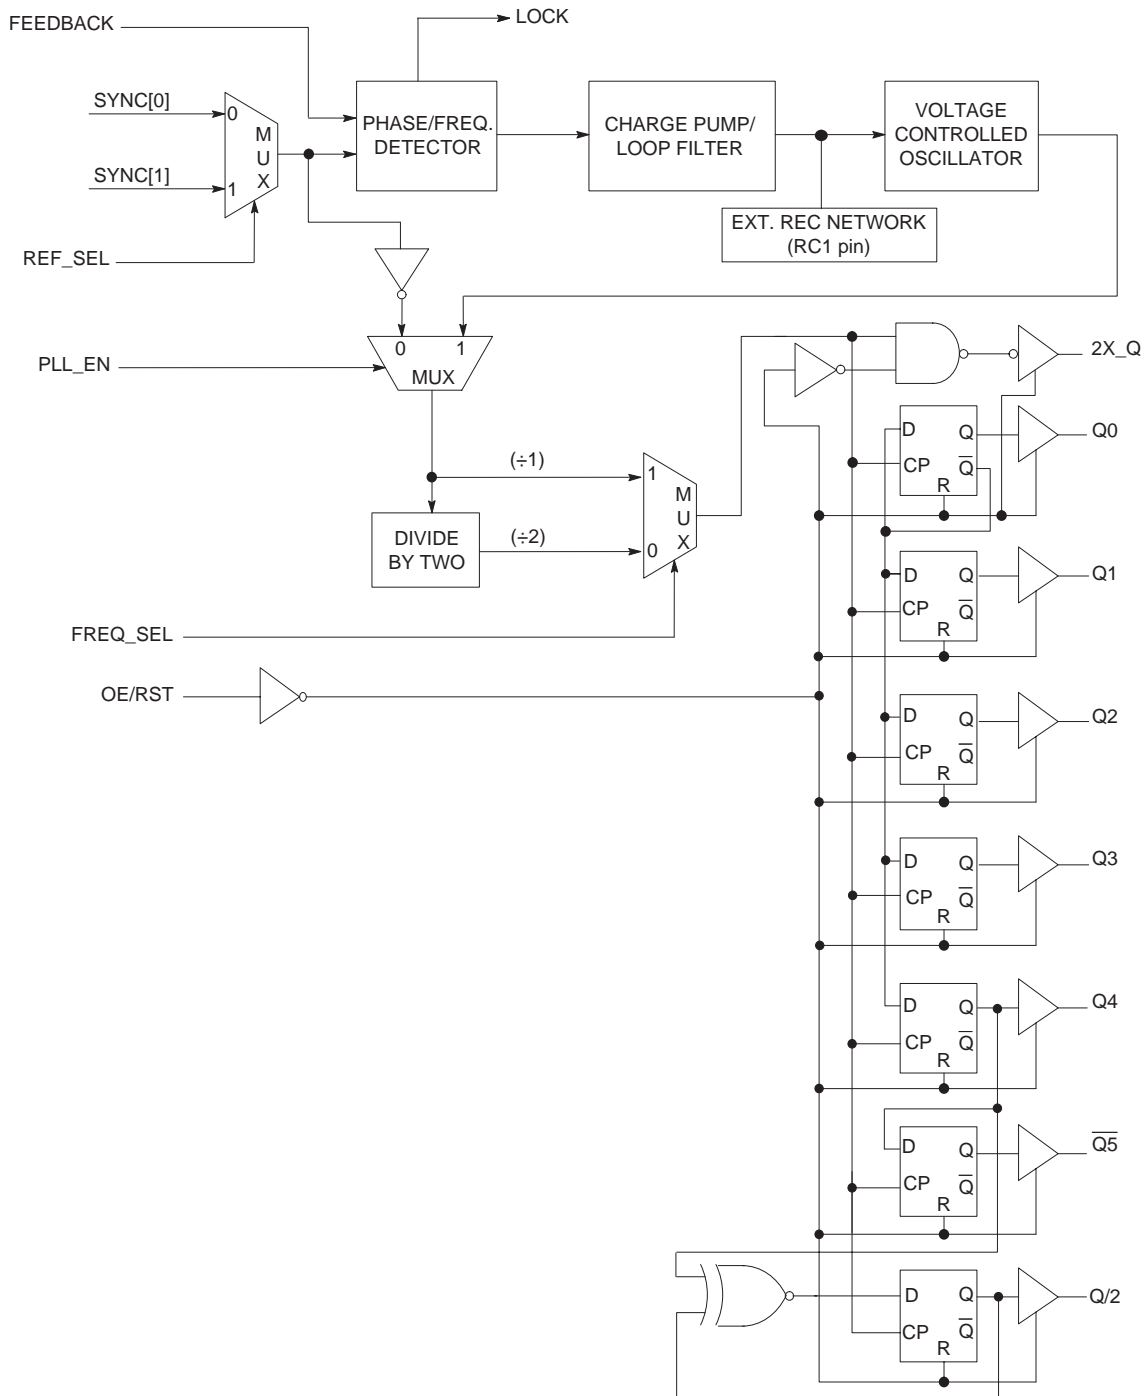 FEEDBACK
LOCK
SYNC[0]
SYNC[1]
0
1
M
U
X
REF_SEL
PHASE/FREQ.
DETECTOR
CHARGE PUMP/
LOOP FILTER
VOLTAGE
CONTROLLED
OSCILLATOR
EXT. REC NETWORK
(RC1 pin)
PLL_EN
0 1
MUX
(÷1)
DIVIDE
BY TWO
(÷2)
1
0
M
U
X
FREQ_SEL
OE/RST
2X_Q
D Q
CP Q̅
R
Q0
D Q
CP Q̅
R
Q1
D Q
CP Q̅
R
Q2
D Q
CP Q̅
R
Q3
D Q
CP Q̅
R
Q4
D Q
CP Q̅
R
Q̅5̅
D Q
CP Q̅
R
Q/2